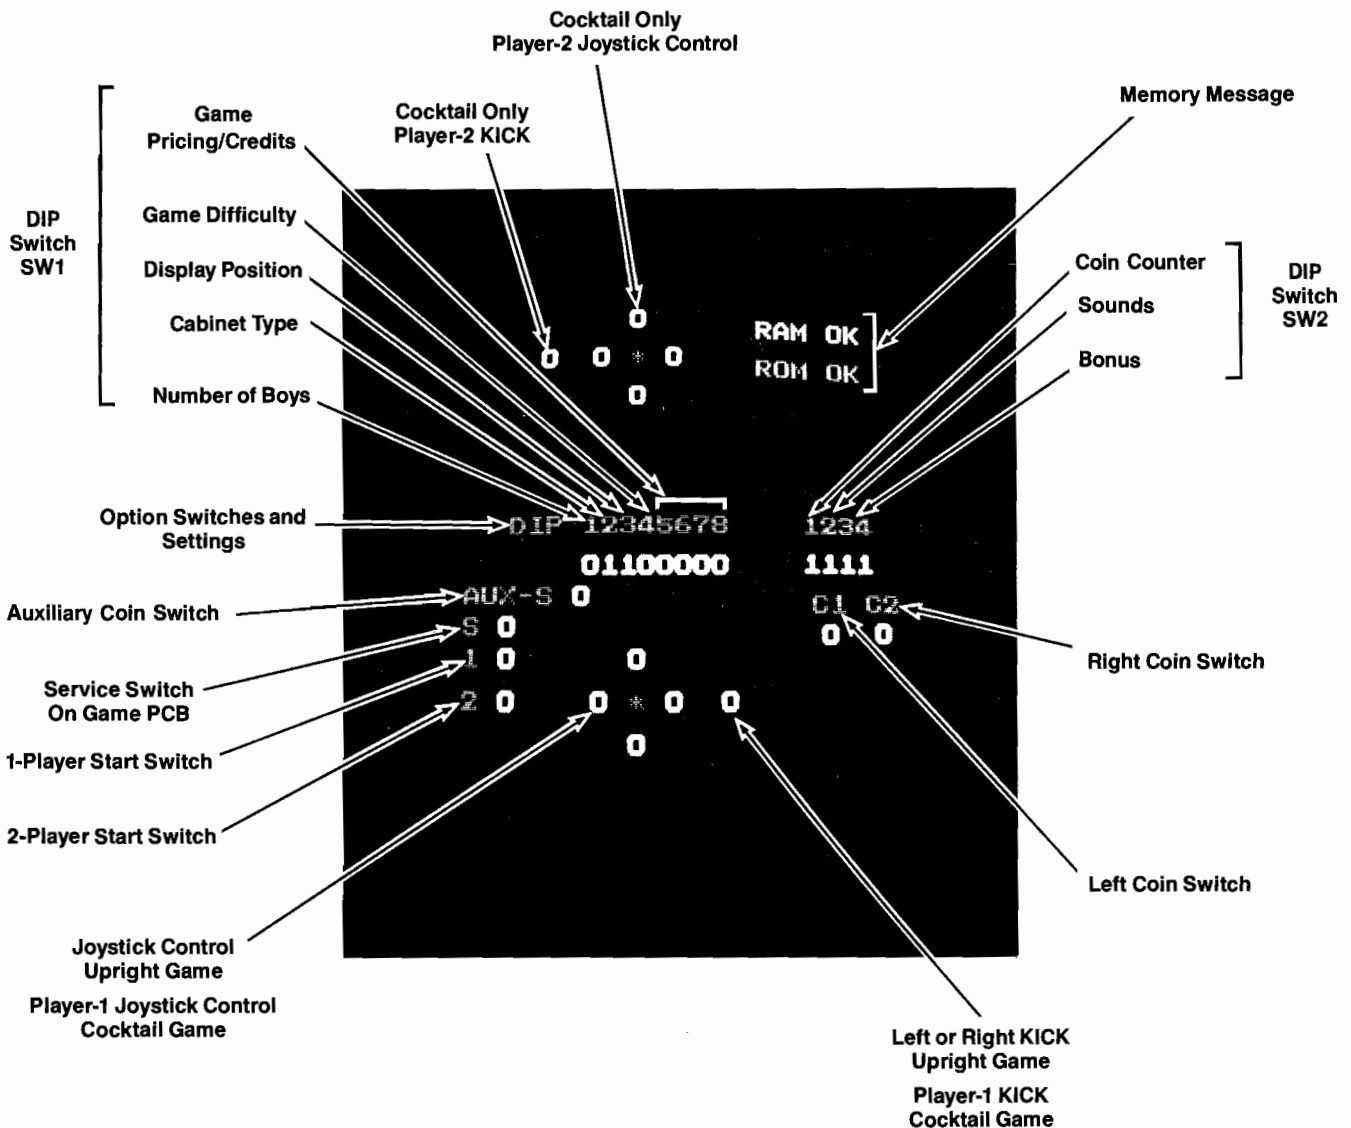 Cocktail Only
Player-2 Joystick Control
Cocktail Only
Player-2 KICK
Memory Message
DIP
Switch
SW1
Game
Pricing/Credits
Game Difficulty
Display Position
Cabinet Type
Number of Boys
Coin Counter
Sounds
Bonus
DIP
Switch
SW2
0
0 0 * 0
0
RAM OK
ROM OK
Option Switches and
Settings
DIP 12345678 1234
01100000 1111
Auxiliary Coin Switch
AUX-S 0
C1 C2
0 0
S 0
1 0
2 0
0
0 * 0 0
0
Service Switch
On Game PCB
1-Player Start Switch
2-Player Start Switch
Right Coin Switch
Left Coin Switch
Joystick Control
Upright Game
Player-1 Joystick Control
Cocktail Game
Left or Right KICK
Upright Game
Player-1 KICK
Cocktail Game